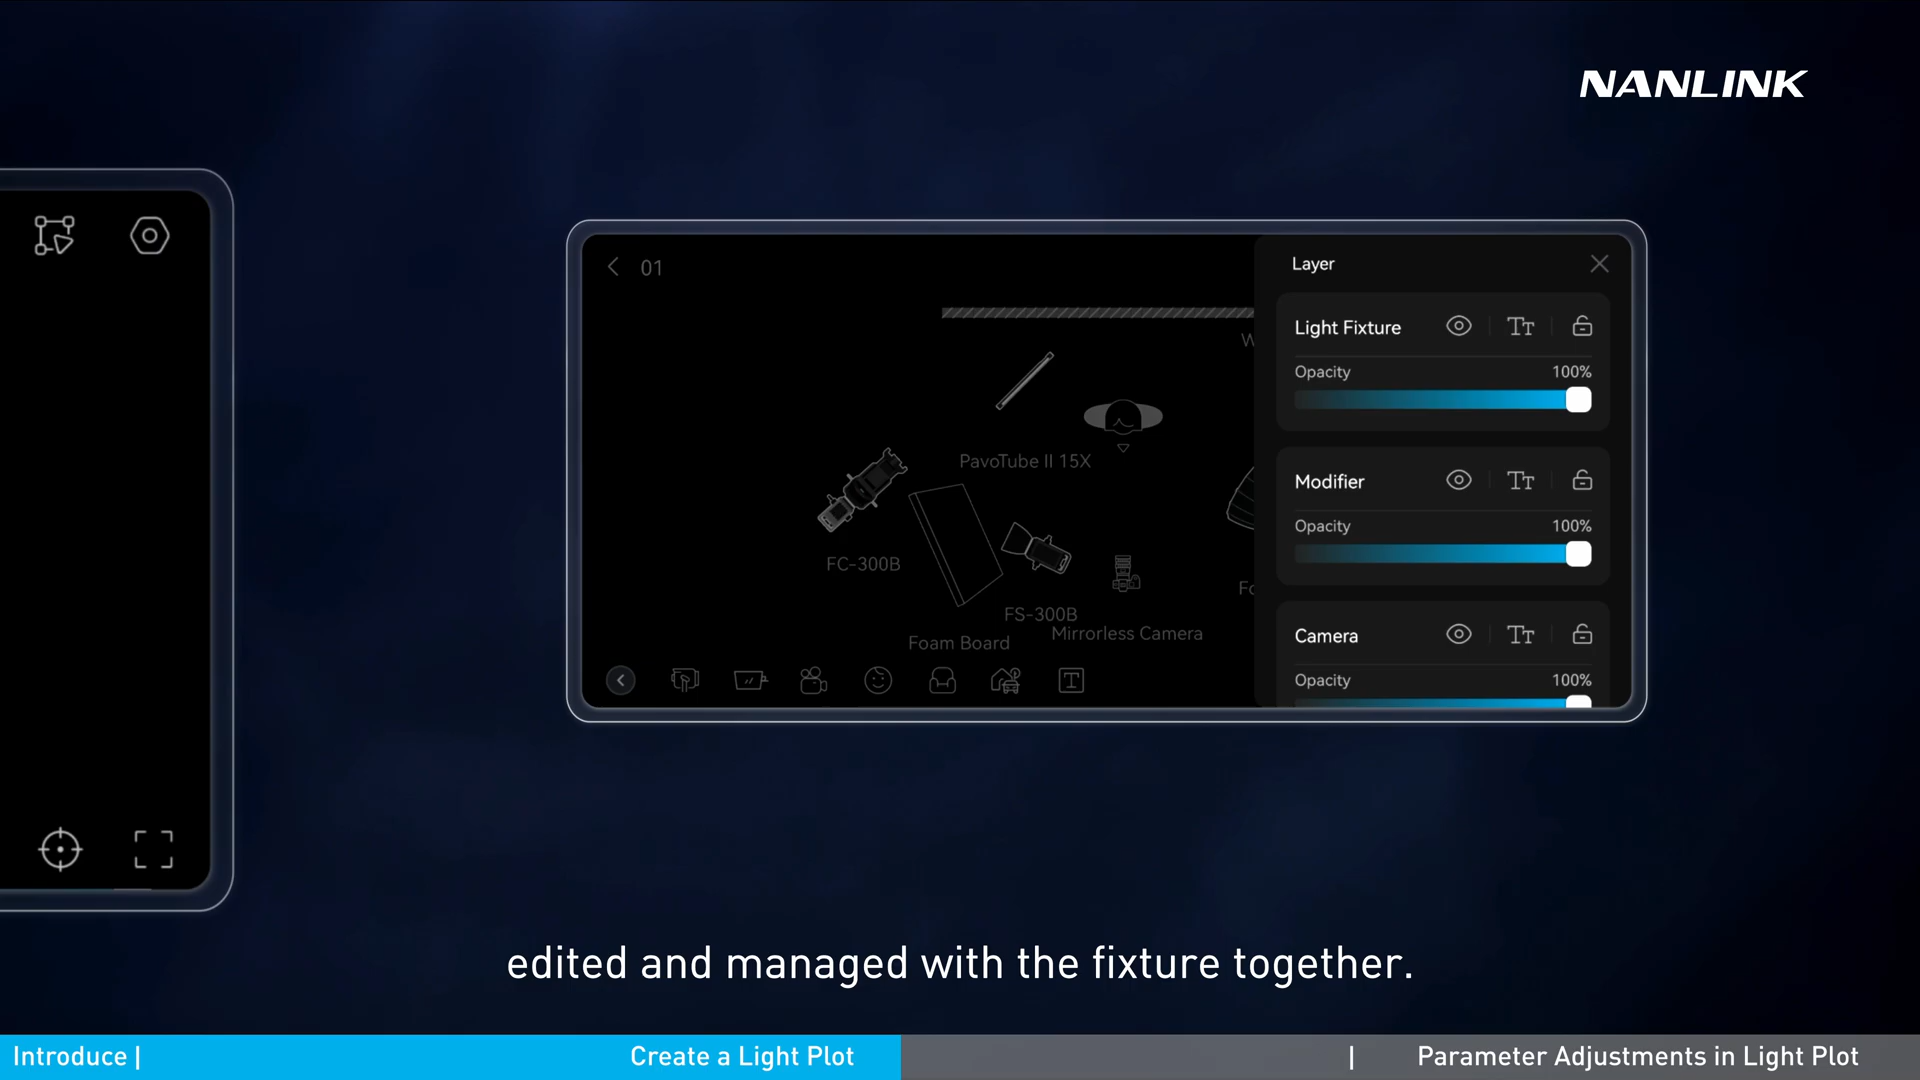 NANLINK
01
Layer
Light Fixture
Opacity 100%
Modifier
Opacity 100%
Camera
Opacity 100%
W
PavoTube II 15X
FC-300B
Fo
FS-300B
Mirrorless Camera
Foam Board
edited and managed with the fixture together.
Introduce | Create a Light Plot | Parameter Adjustments in Light Plot